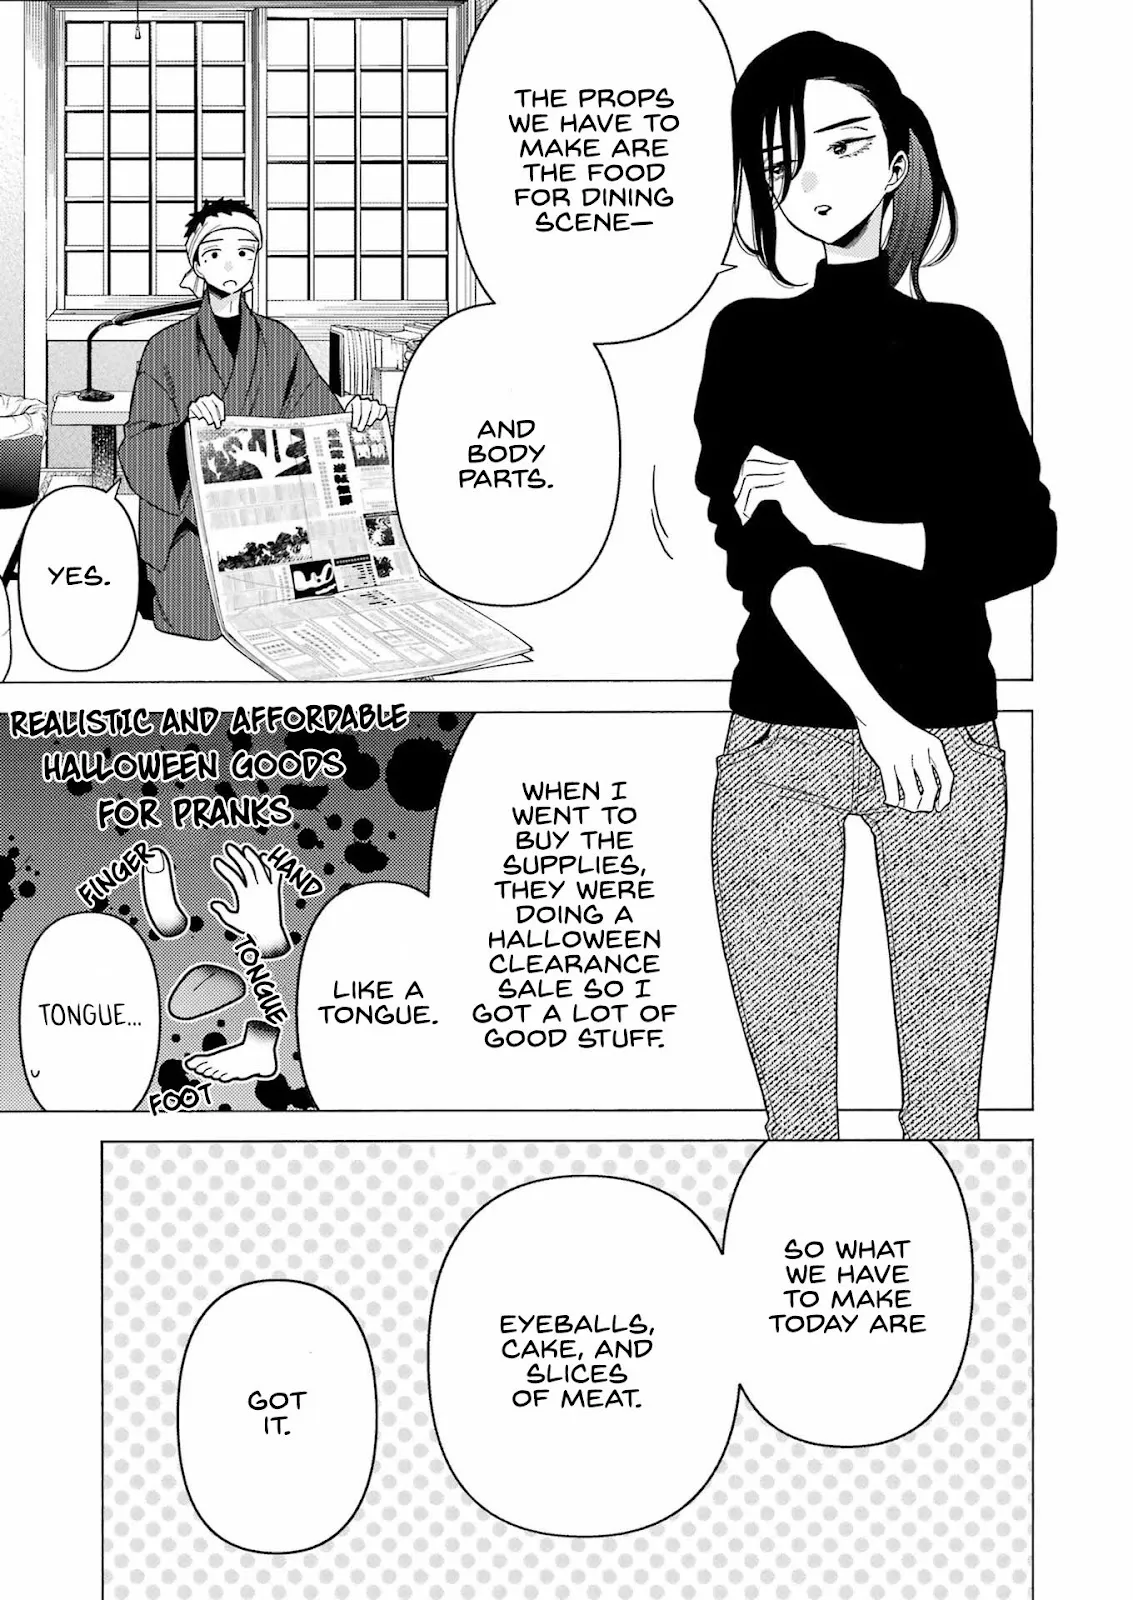 THE PROPS
WE HAVE TO
MAKE ARE
THE FOOD
FOR DINING
SCENE—
AND
BODY
PARTS.
YES.
WHEN I
WENT TO
BUY THE
SUPPLIES,
THEY WERE
DOING A
HALLOWEEN
CLEARANCE
SALE SO I
GOT A LOT OF
GOOD STUFF.
LIKE A
TONGUE.
REALISTIC AND AFFORDABLE
HALLOWEEN GOODS
FOR PRANKS
FINGER
HAND
TONGUE
FOOT
TONGUE...
SO WHAT
WE HAVE
TO MAKE
TODAY ARE
EYEBALLS,
CAKE, AND
SLICES
OF MEAT.
GOT
IT.